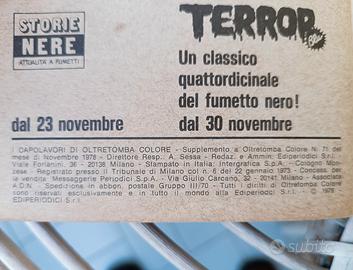 STORIE
NERE
ATTUALITÀ A FUMETTI
dal 23 novembre
TERROR
BLU
Un classico
quattordicinale
del fumetto nero!
dal 30 novembre
I CAPOLAVORI DI OLTRETOMBA COLORE - Supplemento a Oltretomba Colore N. 71 del
mese di Novembre 1978 - Direttore Resp.: A. Sessa - Redaz. e Ammin: Ediperiodici S.r.l. -
Viale Forlanini, 36 - 20138, Milano - Stampato in Italia: Intergrafica S.p.A. - Cologno Mon-
zese - Registrato presso il Tribunale di Milano col n. 6 del 22 gennaio 1973 - Concess. per
la vendita: Messaggerie Periodici S.p.A. - Via Giulio Carcano, 32 - 20141, Milano - Associata
A.D.N. - Spedizione in abbon. postale Gruppo III/70 - Tutti i diritti di Oltretomba Colore
sono riservati esclusivamente e in tutto il mondo alla Ediperiodici S.r.l. - © 1978 -
EDIPERIODICI S.r.l.
subito